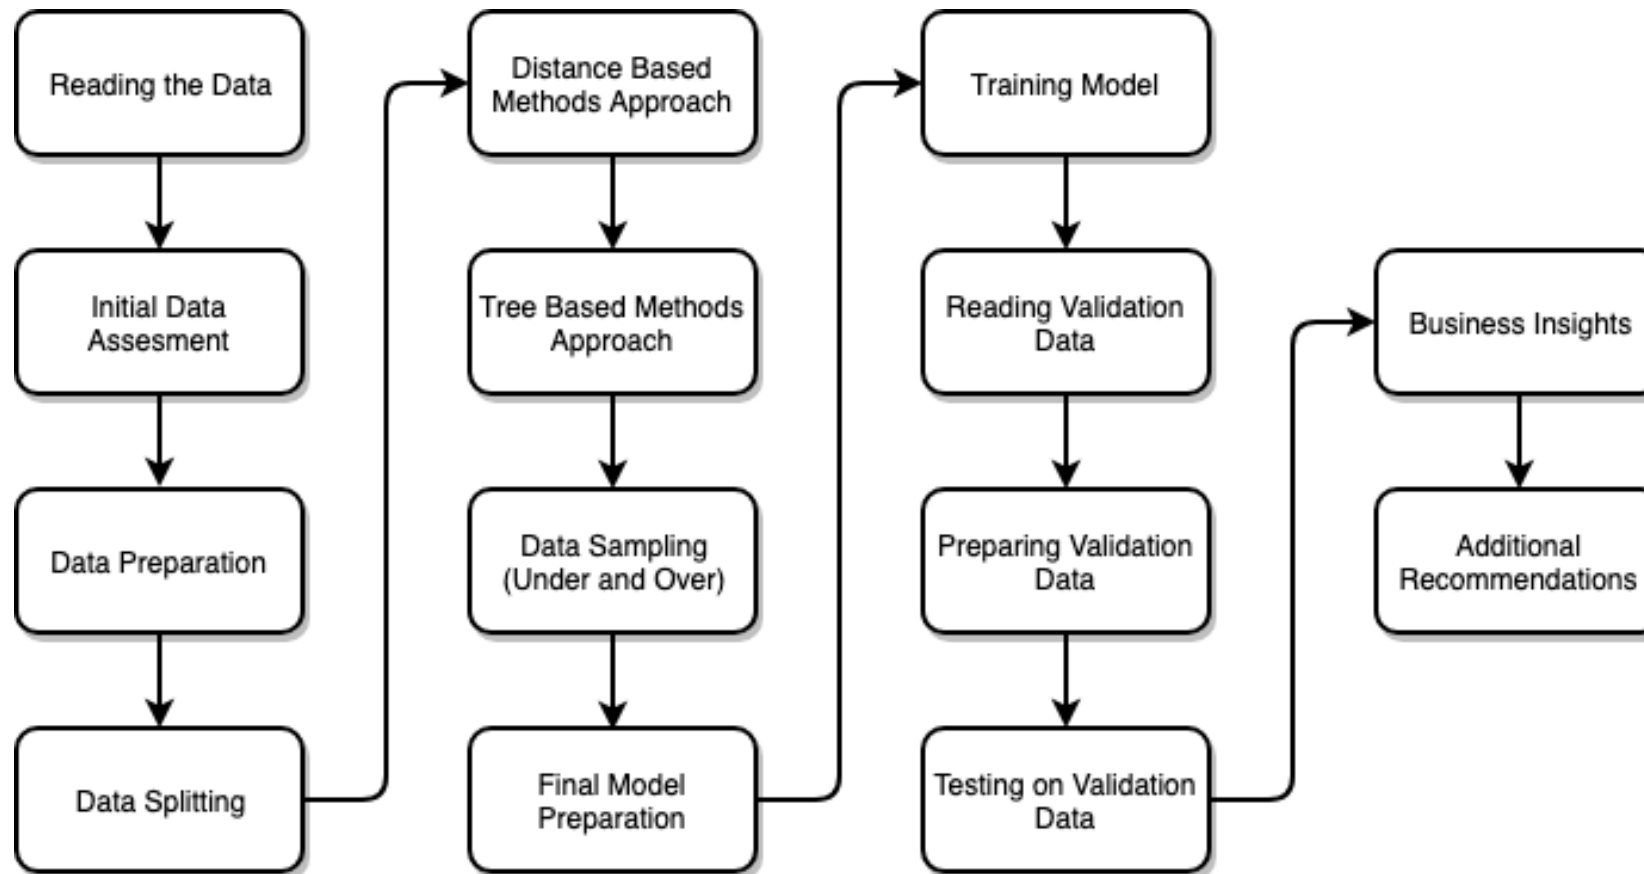 Reading the Data
Initial Data
Assesment
Data Preparation
Data Splitting
Distance Based
Methods Approach
Tree Based Methods
Approach
Data Sampling
(Under and Over)
Final Model
Preparation
Training Model
Reading Validation
Data
Preparing Validation
Data
Testing on Validation
Data
Business Insights
Additional
Recommendations